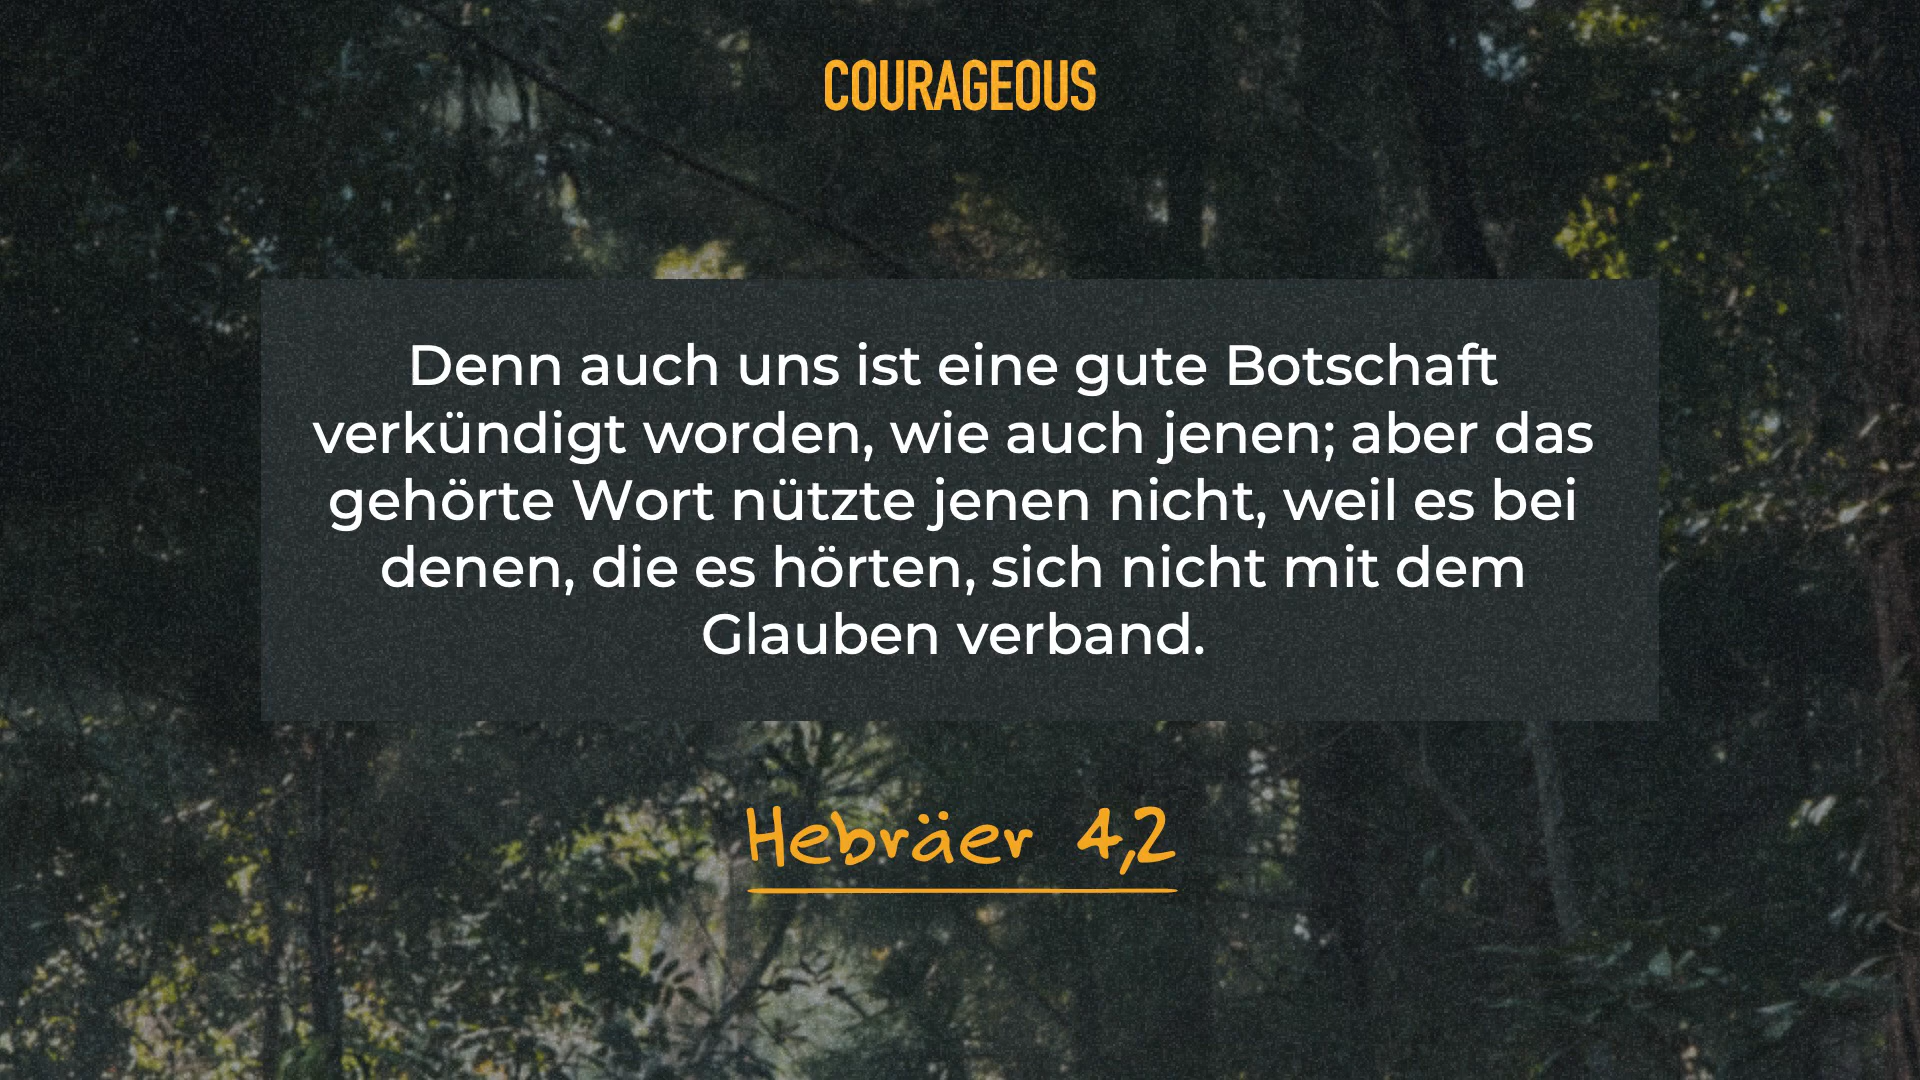 COURAGEOUS
Denn auch uns ist eine gute Botschaft
verkündigt worden, wie auch jenen; aber das
gehörte Wort nützte jenen nicht, weil es bei
denen, die es hörten, sich nicht mit dem
Glauben verband.
Hebräer 4,2